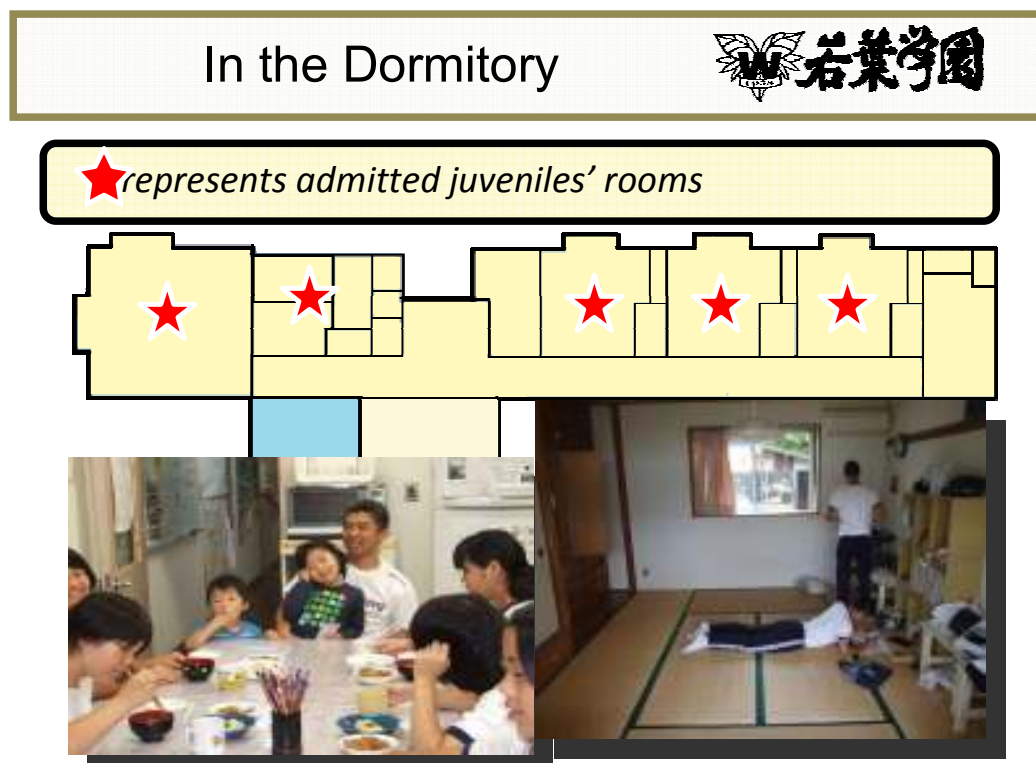 In the Dormitory
W 若葉学園
represents admitted juveniles’ rooms